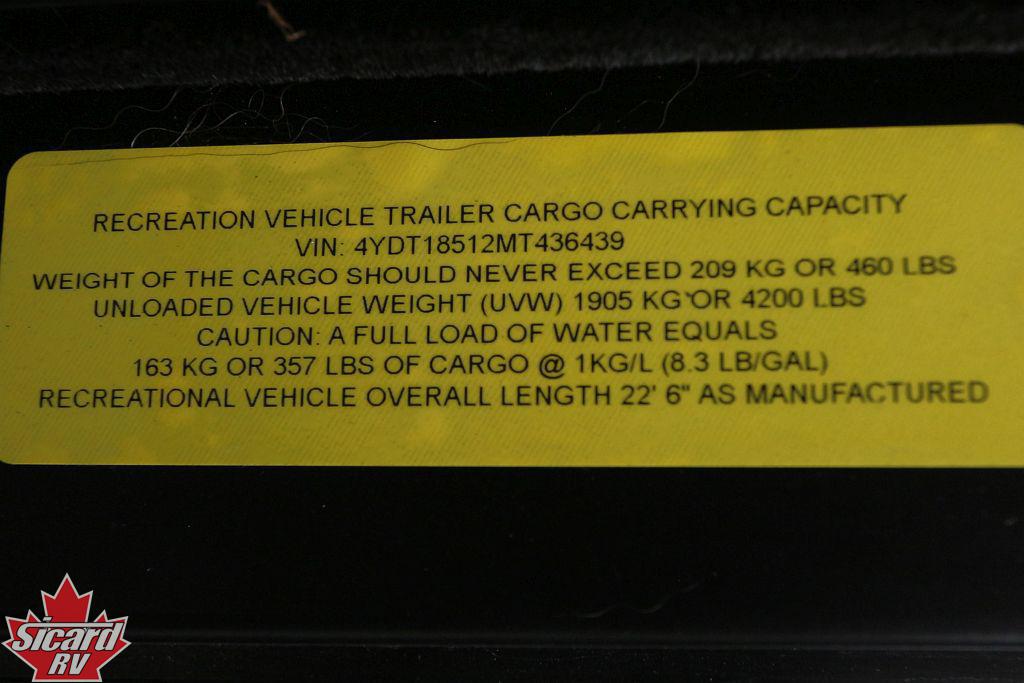 RECREATION VEHICLE TRAILER CARGO CARRYING CAPACITY
VIN: 4YDT18512MT436439
WEIGHT OF THE CARGO SHOULD NEVER EXCEED 209 KG OR 460 LBS
UNLOADED VEHICLE WEIGHT (UVW) 1905 KG OR 4200 LBS
CAUTION: A FULL LOAD OF WATER EQUALS
163 KG OR 357 LBS OF CARGO @ 1KG/L (8.3 LB/GAL)
RECREATIONAL VEHICLE OVERALL LENGTH 22' 6" AS MANUFACTURED
Sicard
RV